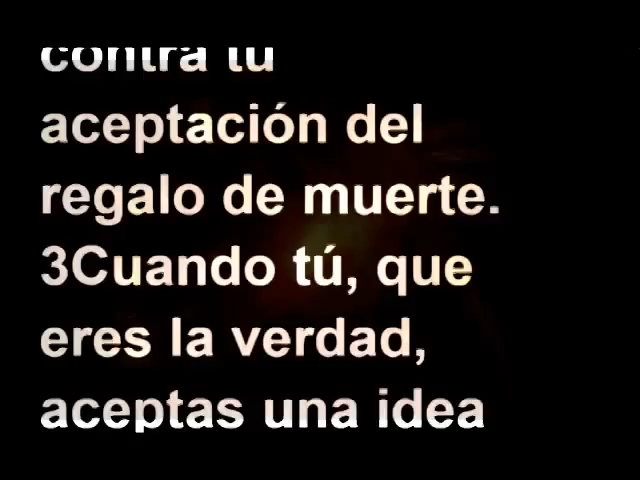 contra tu
aceptación del
regalo de muerte.
3Cuando tú, que
eres la verdad,
aceptas una idea